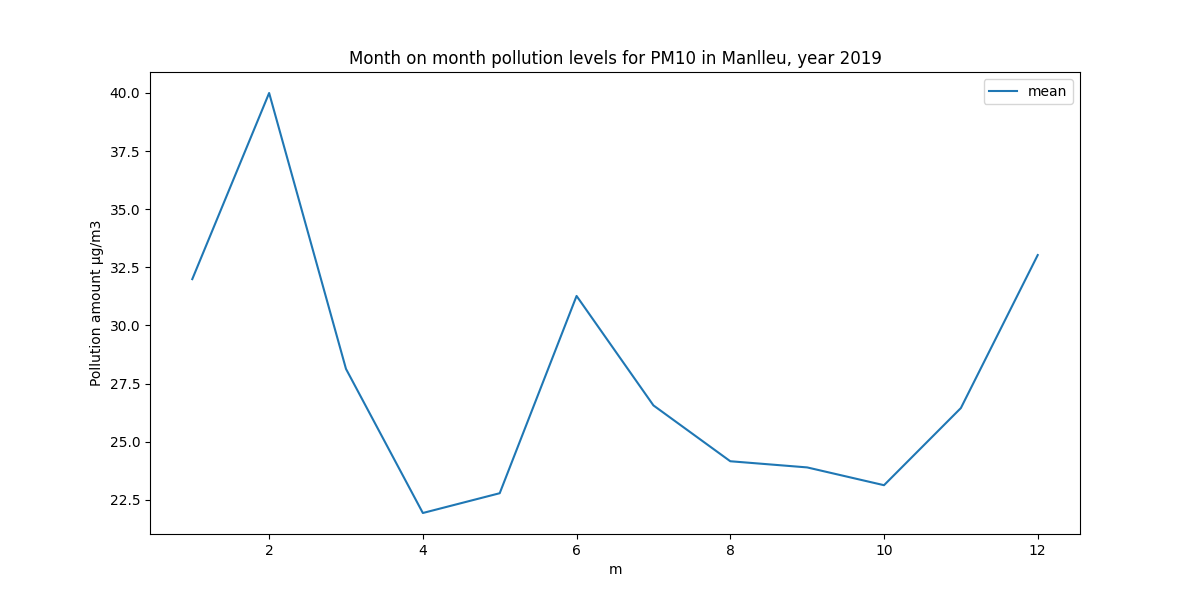 Month on month pollution levels for PM10 in Manlleu, year 2019
mean
Pollution amount µg/m3
40.0
37.5
35.0
32.5
30.0
27.5
25.0
22.5
2 4 6 8 10 12
m